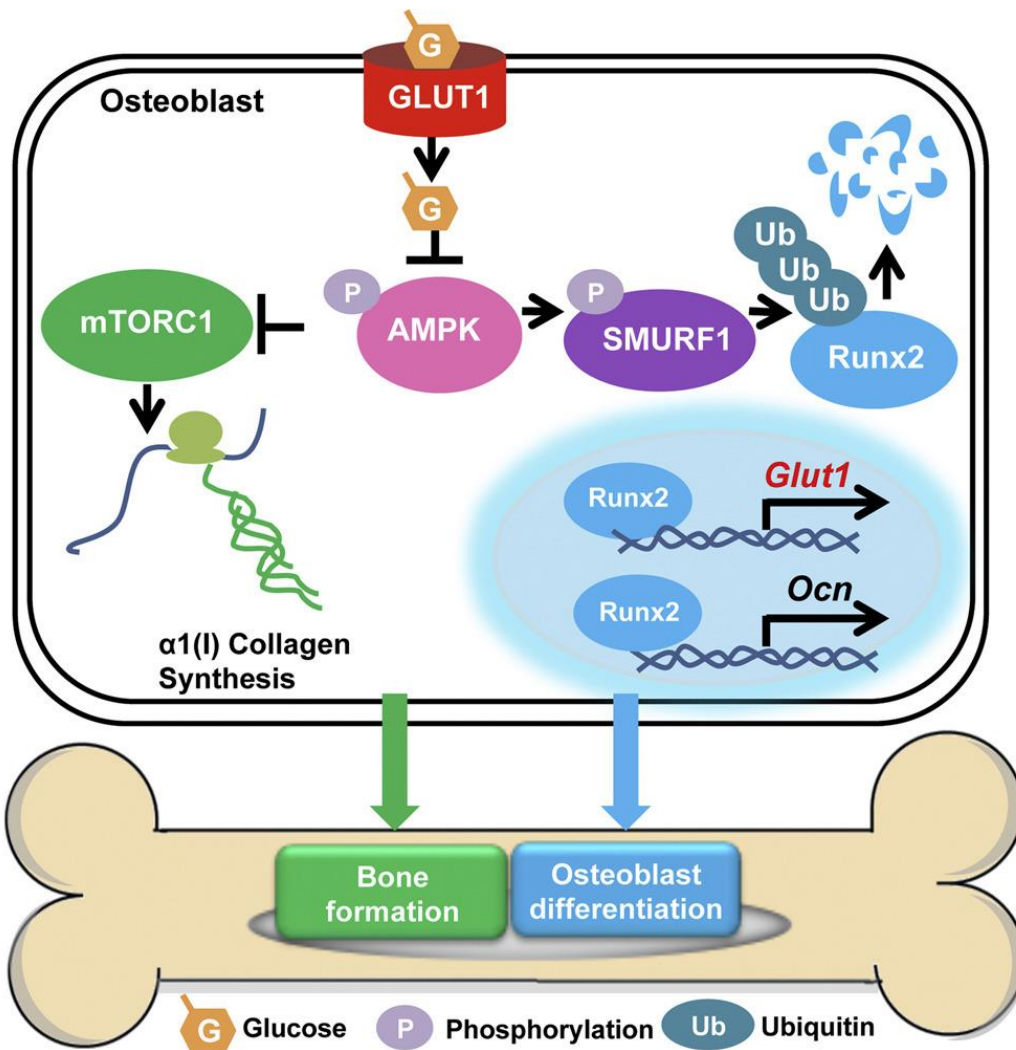 G
Osteoblast
GLUT1
G
Ub
Ub
Ub
P
P
mTORC1
AMPK
SMURF1
Runx2
Glut1
Runx2
Ocn
Runx2
α1(I) Collagen
Synthesis
Bone
formation
Osteoblast
differentiation
G Glucose
P Phosphorylation
Ub Ubiquitin